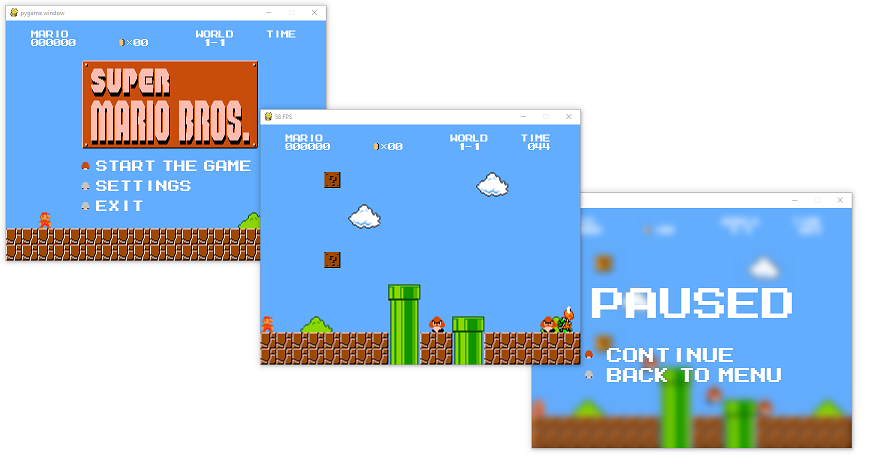 pygame window
MARIO WORLD TIME
000000 ×00 1-1
SUPER
MARIO BROS.
START THE GAME
SETTINGS
EXIT
58 FPS
MARIO WORLD TIME
000000 ×00 1-1 044
?
?
PAUSED
CONTINUE
BACK TO MENU